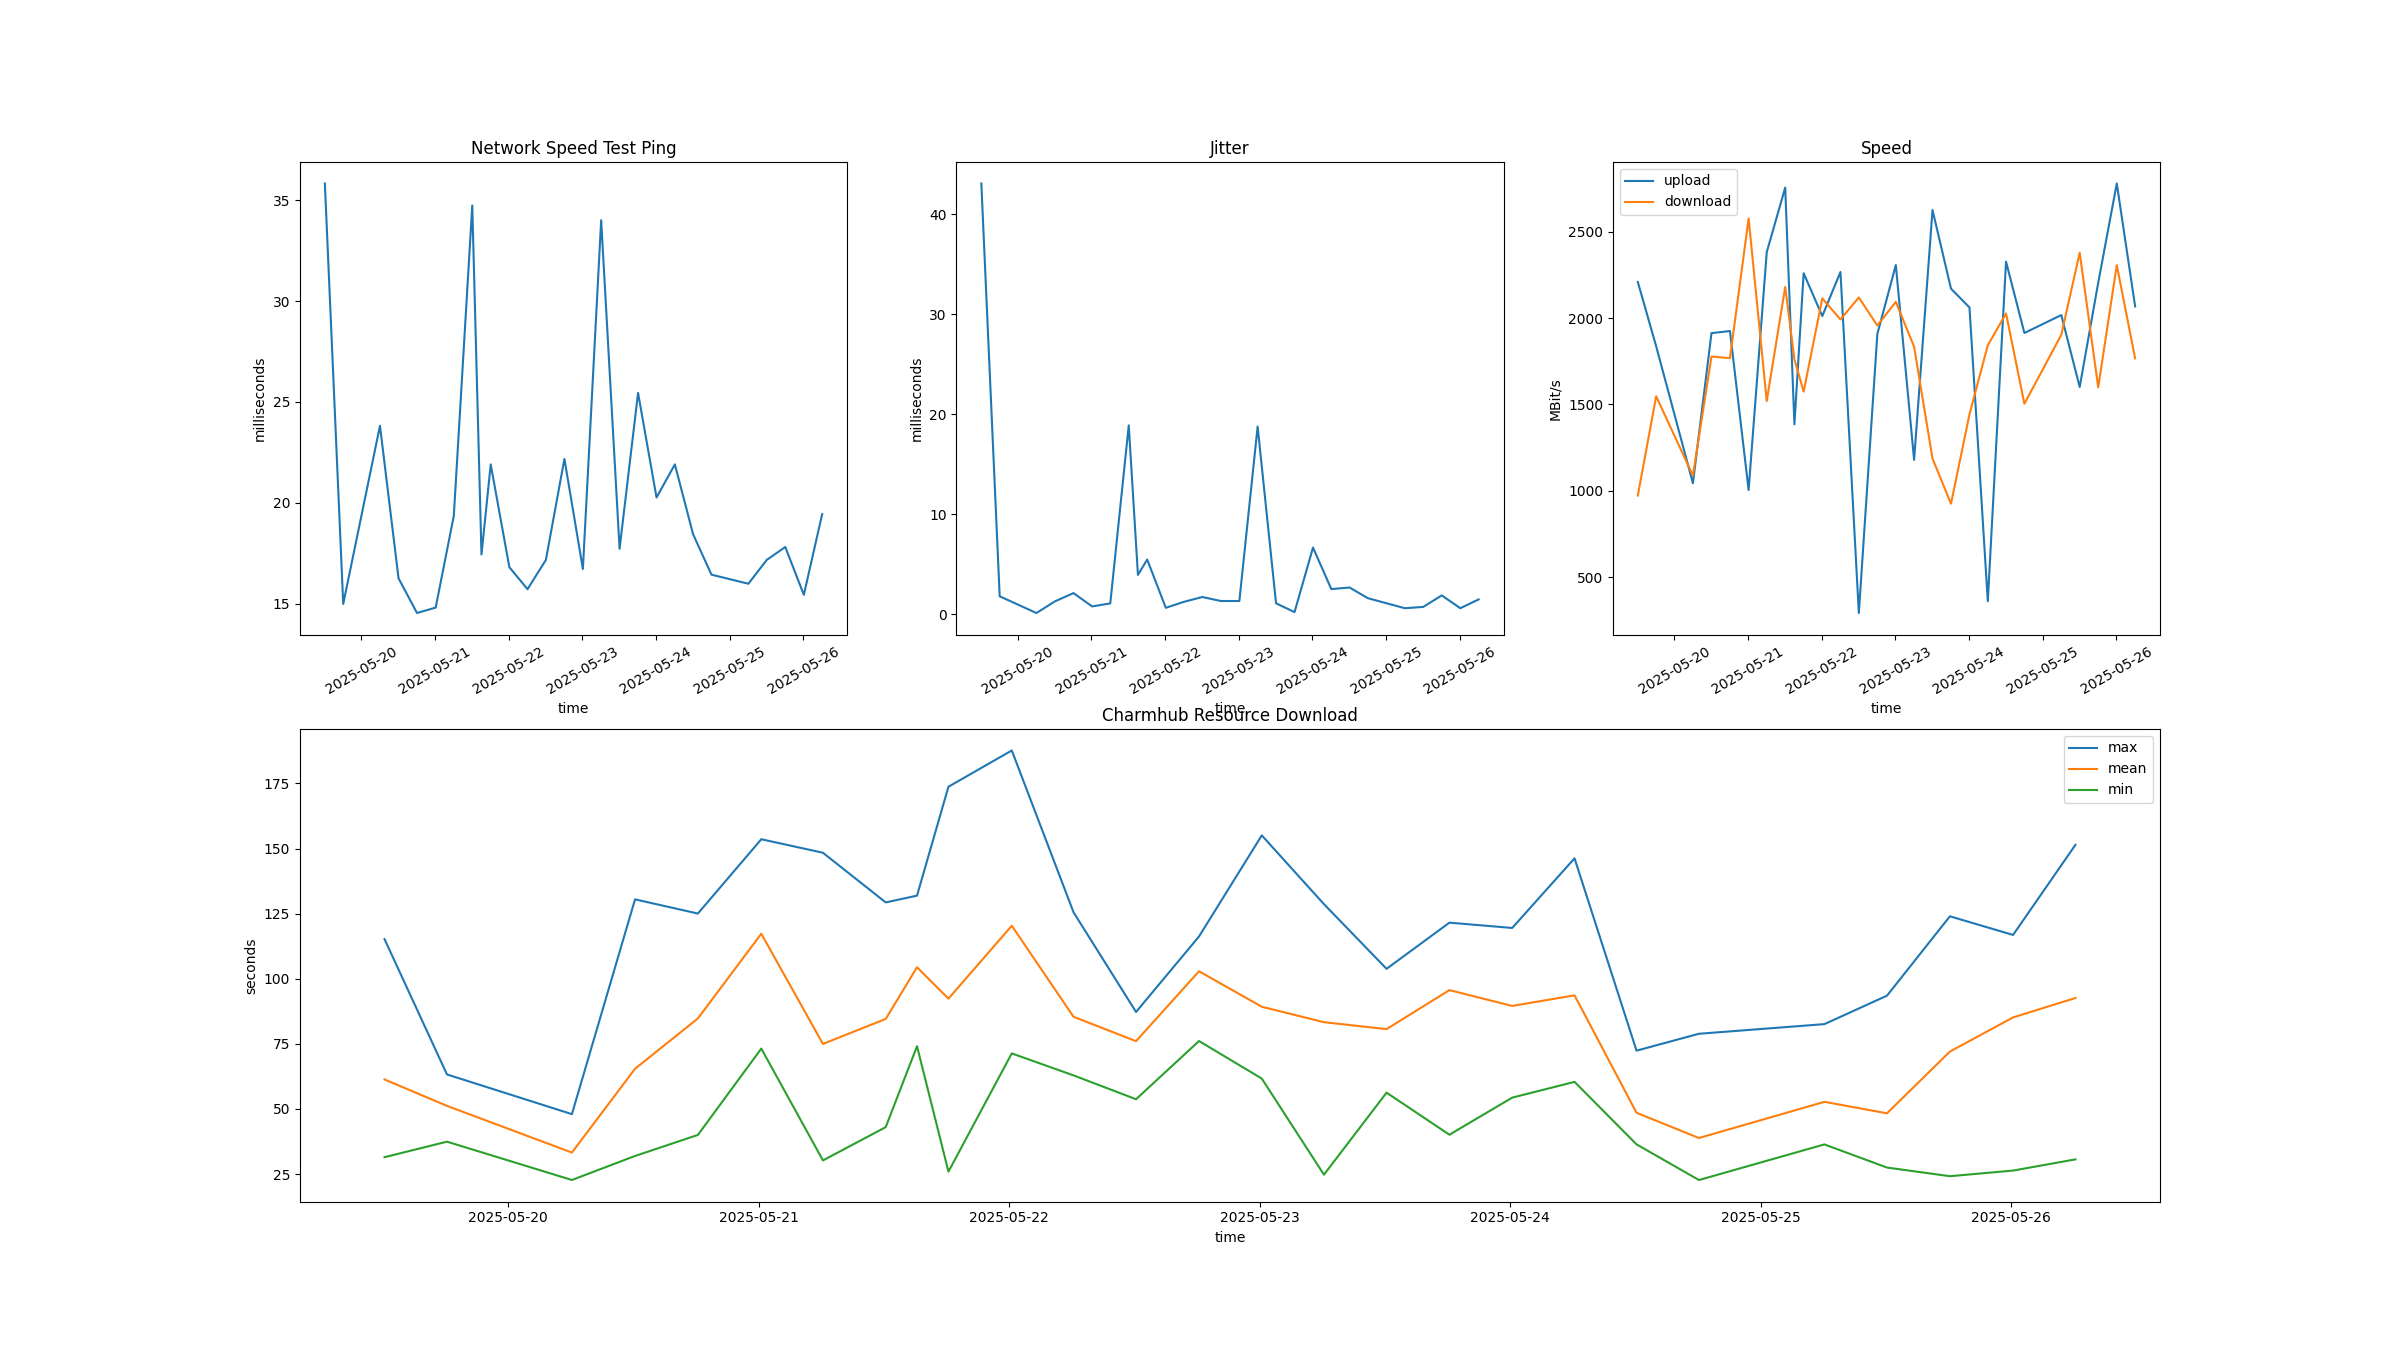 Network Speed Test Ping
35
30
25
20
15
milliseconds
2025-05-20
2025-05-21
2025-05-22
2025-05-23
2025-05-24
2025-05-25
2025-05-26
time
Jitter
40
30
20
10
0
milliseconds
2025-05-20
2025-05-21
2025-05-22
2025-05-23
2025-05-24
2025-05-25
2025-05-26
time
Speed
upload
download
2500
2000
1500
1000
500
MBit/s
2025-05-20
2025-05-21
2025-05-22
2025-05-23
2025-05-24
2025-05-25
2025-05-26
time
Charmhub Resource Download
max
mean
min
175
150
125
100
75
50
25
seconds
2025-05-20
2025-05-21
2025-05-22
2025-05-23
2025-05-24
2025-05-25
2025-05-26
time